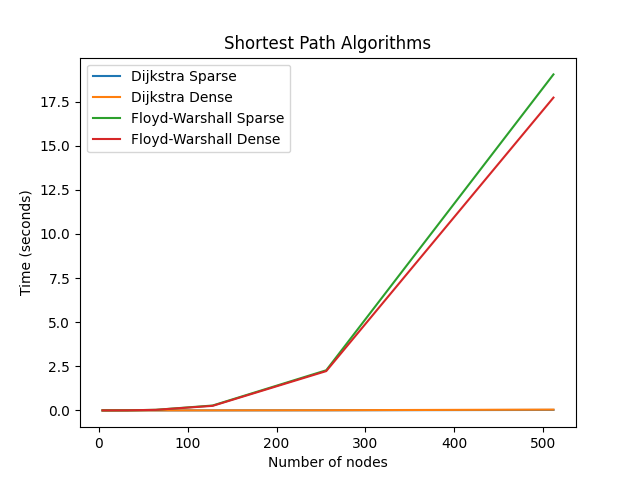 Shortest Path Algorithms
Dijkstra Sparse
Dijkstra Dense
Floyd-Warshall Sparse
Floyd-Warshall Dense
Time (seconds)
17.5
15.0
12.5
10.0
7.5
5.0
2.5
0.0
0 100 200 300 400 500
Number of nodes